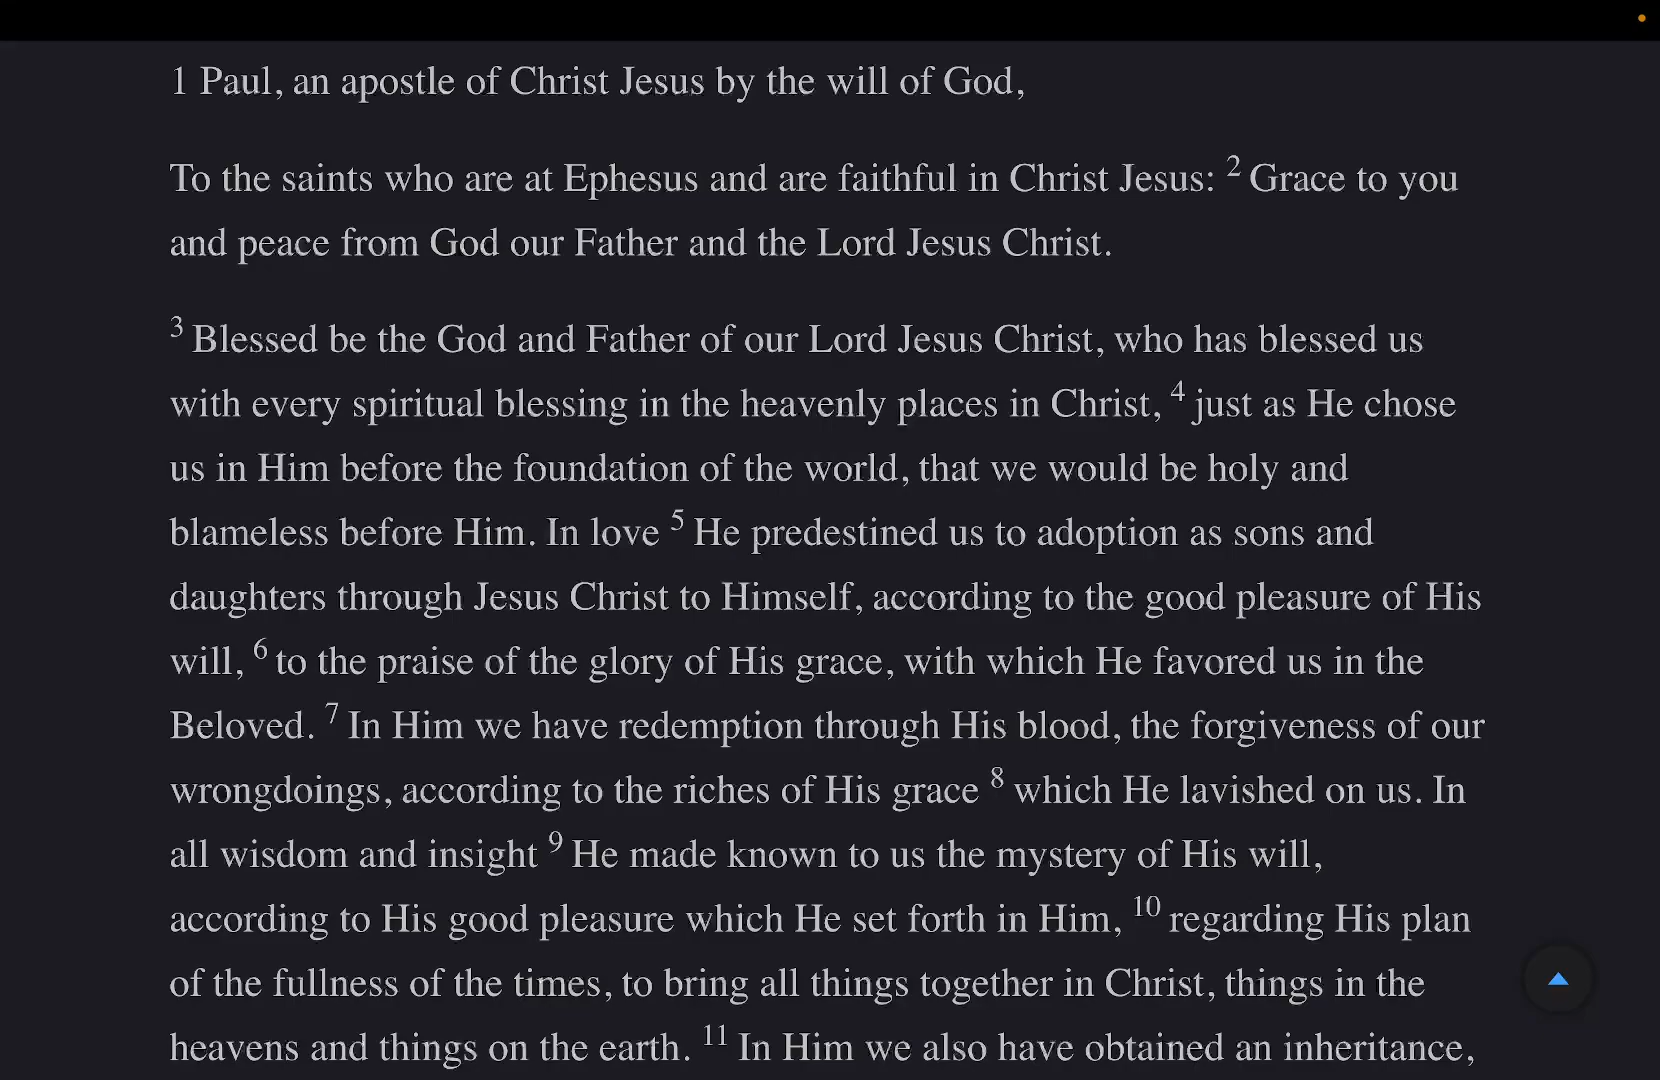 1 Paul, an apostle of Christ Jesus by the will of God,
To the saints who are at Ephesus and are faithful in Christ Jesus: 2 Grace to you
and peace from God our Father and the Lord Jesus Christ.
3 Blessed be the God and Father of our Lord Jesus Christ, who has blessed us
with every spiritual blessing in the heavenly places in Christ, 4 just as He chose
us in Him before the foundation of the world, that we would be holy and
blameless before Him. In love 5 He predestined us to adoption as sons and
daughters through Jesus Christ to Himself, according to the good pleasure of His
will, 6 to the praise of the glory of His grace, with which He favored us in the
Beloved. 7 In Him we have redemption through His blood, the forgiveness of our
wrongdoings, according to the riches of His grace 8 which He lavished on us. In
all wisdom and insight 9 He made known to us the mystery of His will,
according to His good pleasure which He set forth in Him, 10 regarding His plan
of the fullness of the times, to bring all things together in Christ, things in the
heavens and things on the earth. 11 In Him we also have obtained an inheritance,